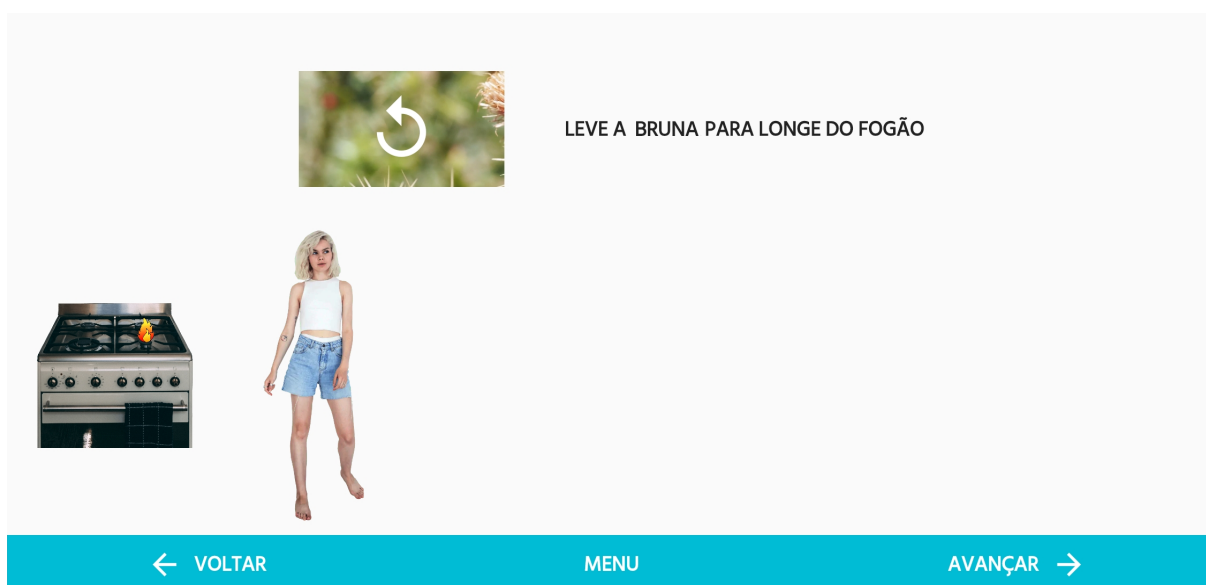 LEVE A BRUNA PARA LONGE DO FOGÃO
VOLTAR
MENU
AVANÇAR